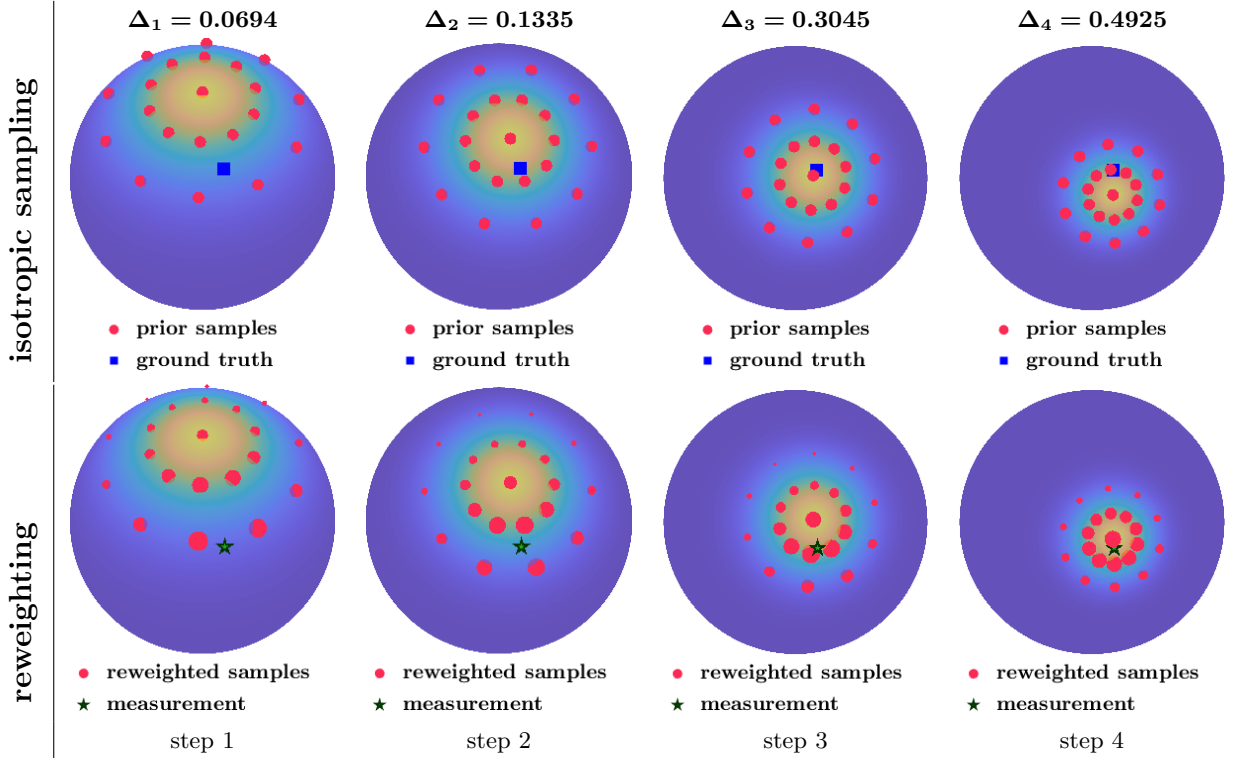 Δ₁ = 0.0694
Δ₂ = 0.1335
Δ₃ = 0.3045
Δ₄ = 0.4925
isotropic sampling
prior samples
ground truth
prior samples
ground truth
prior samples
ground truth
prior samples
ground truth
reweighting
reweighted samples
measurement
step 1
reweighted samples
measurement
step 2
reweighted samples
measurement
step 3
reweighted samples
measurement
step 4